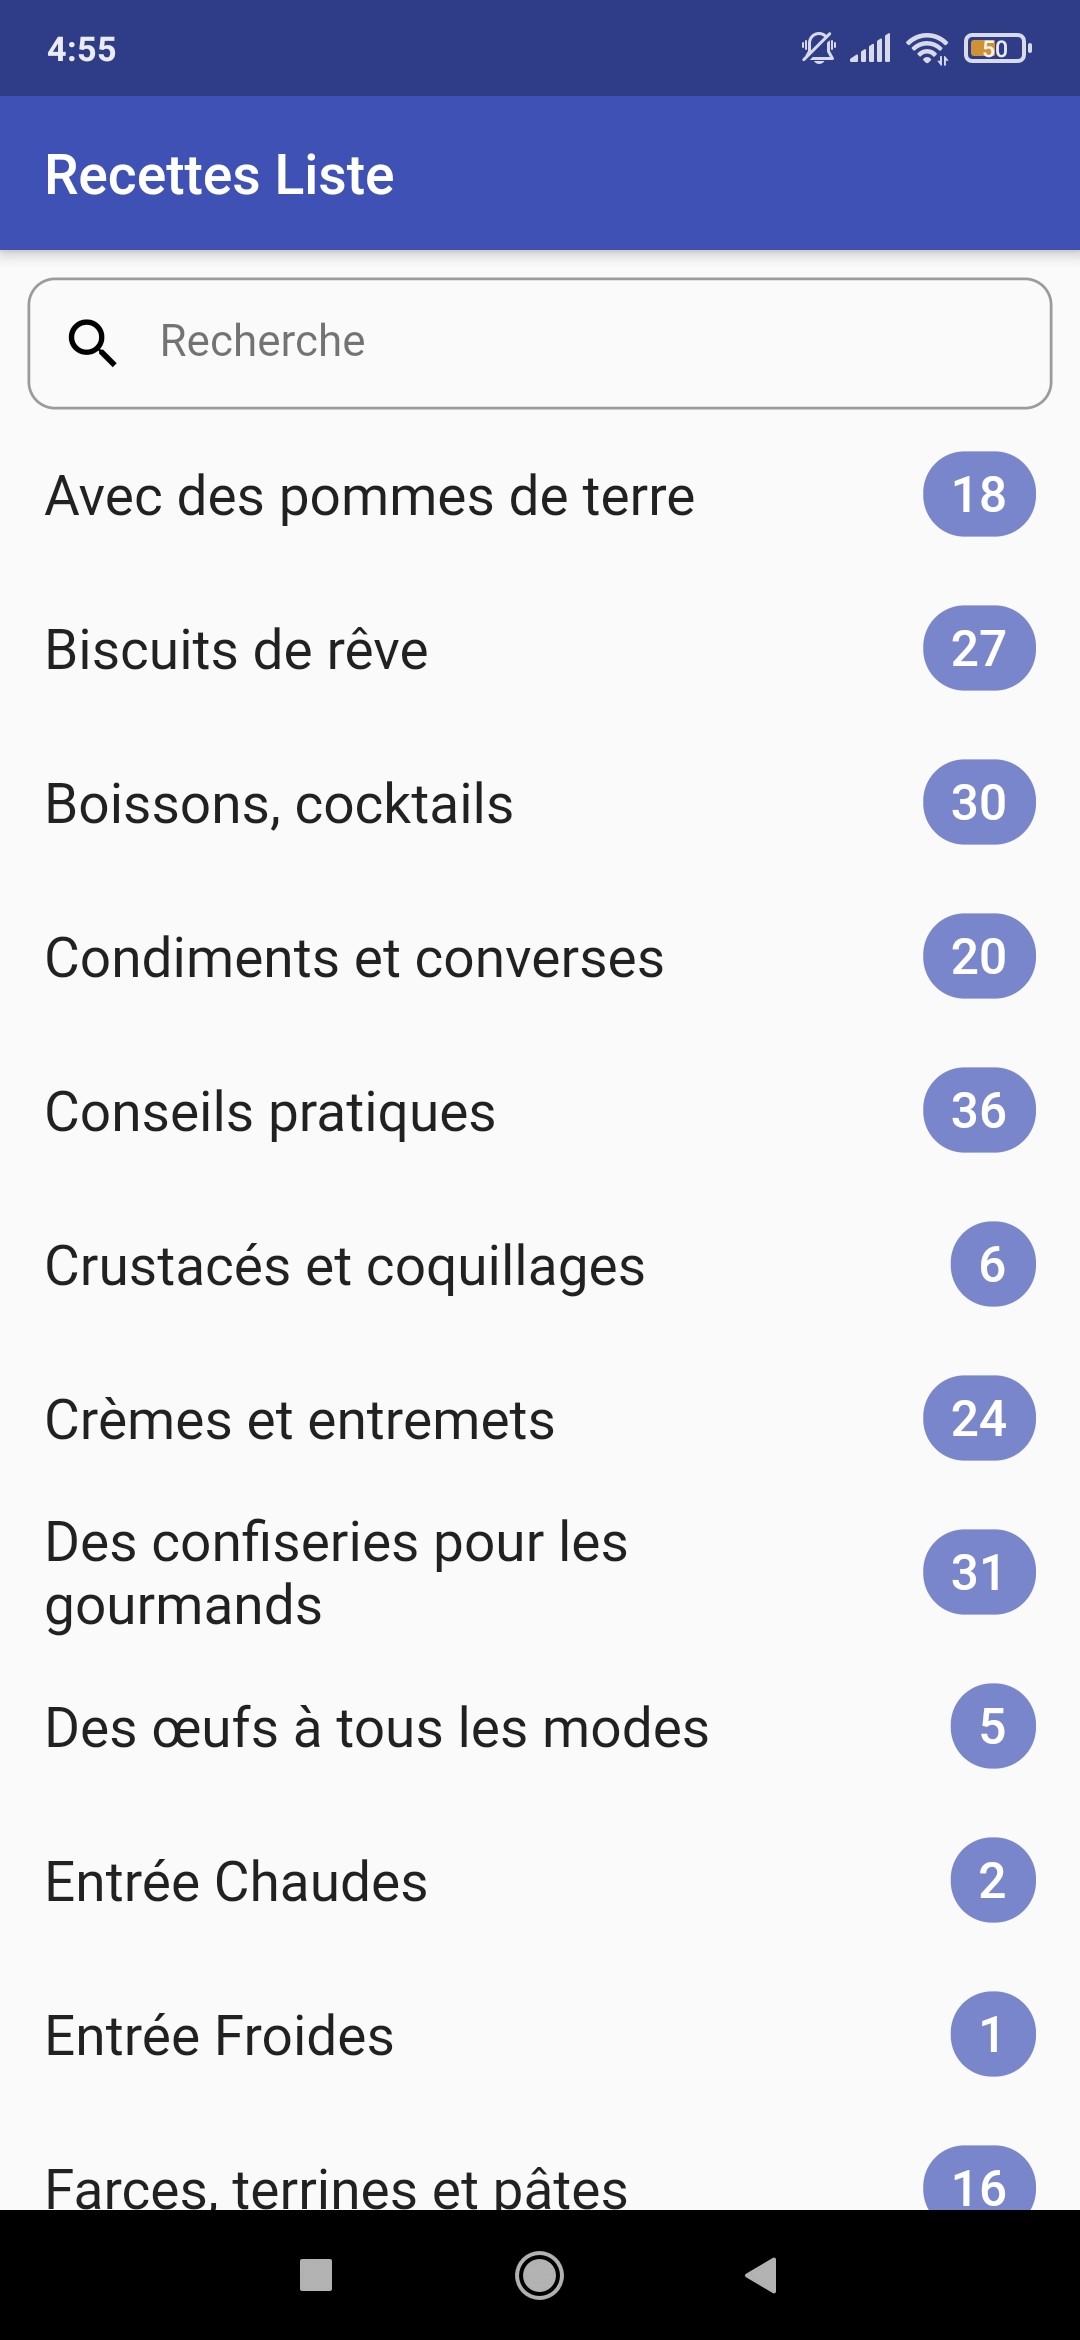 4:55
50
Recettes Liste
Recherche
Avec des pommes de terre
18
Biscuits de rêve
27
Boissons, cocktails
30
Condiments et converses
20
Conseils pratiques
36
Crustacés et coquillages
6
Crèmes et entremets
24
Des confiseries pour les
gourmands
31
Des œufs à tous les modes
5
Entrée Chaudes
2
Entrée Froides
1
Farces, terrines et pâtes
16